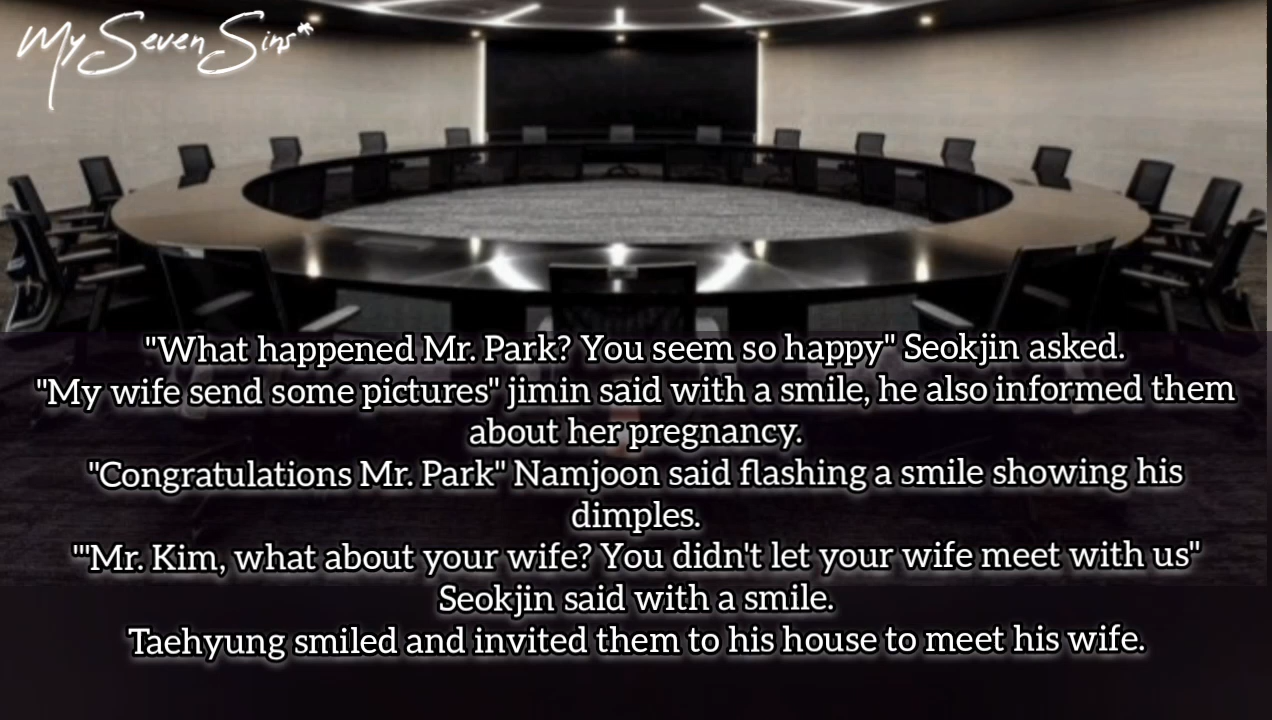 My Seven Sins*
"What happened Mr. Park? You seem so happy" Seokjin asked.
"My wife send some pictures" jimin said with a smile, he also informed them
about her pregnancy.
"Congratulations Mr. Park" Namjoon said flashing a smile showing his
dimples.
"'Mr. Kim, what about your wife? You didn't let your wife meet with us"
Seokjin said with a smile.
Taehyung smiled and invited them to his house to meet his wife.